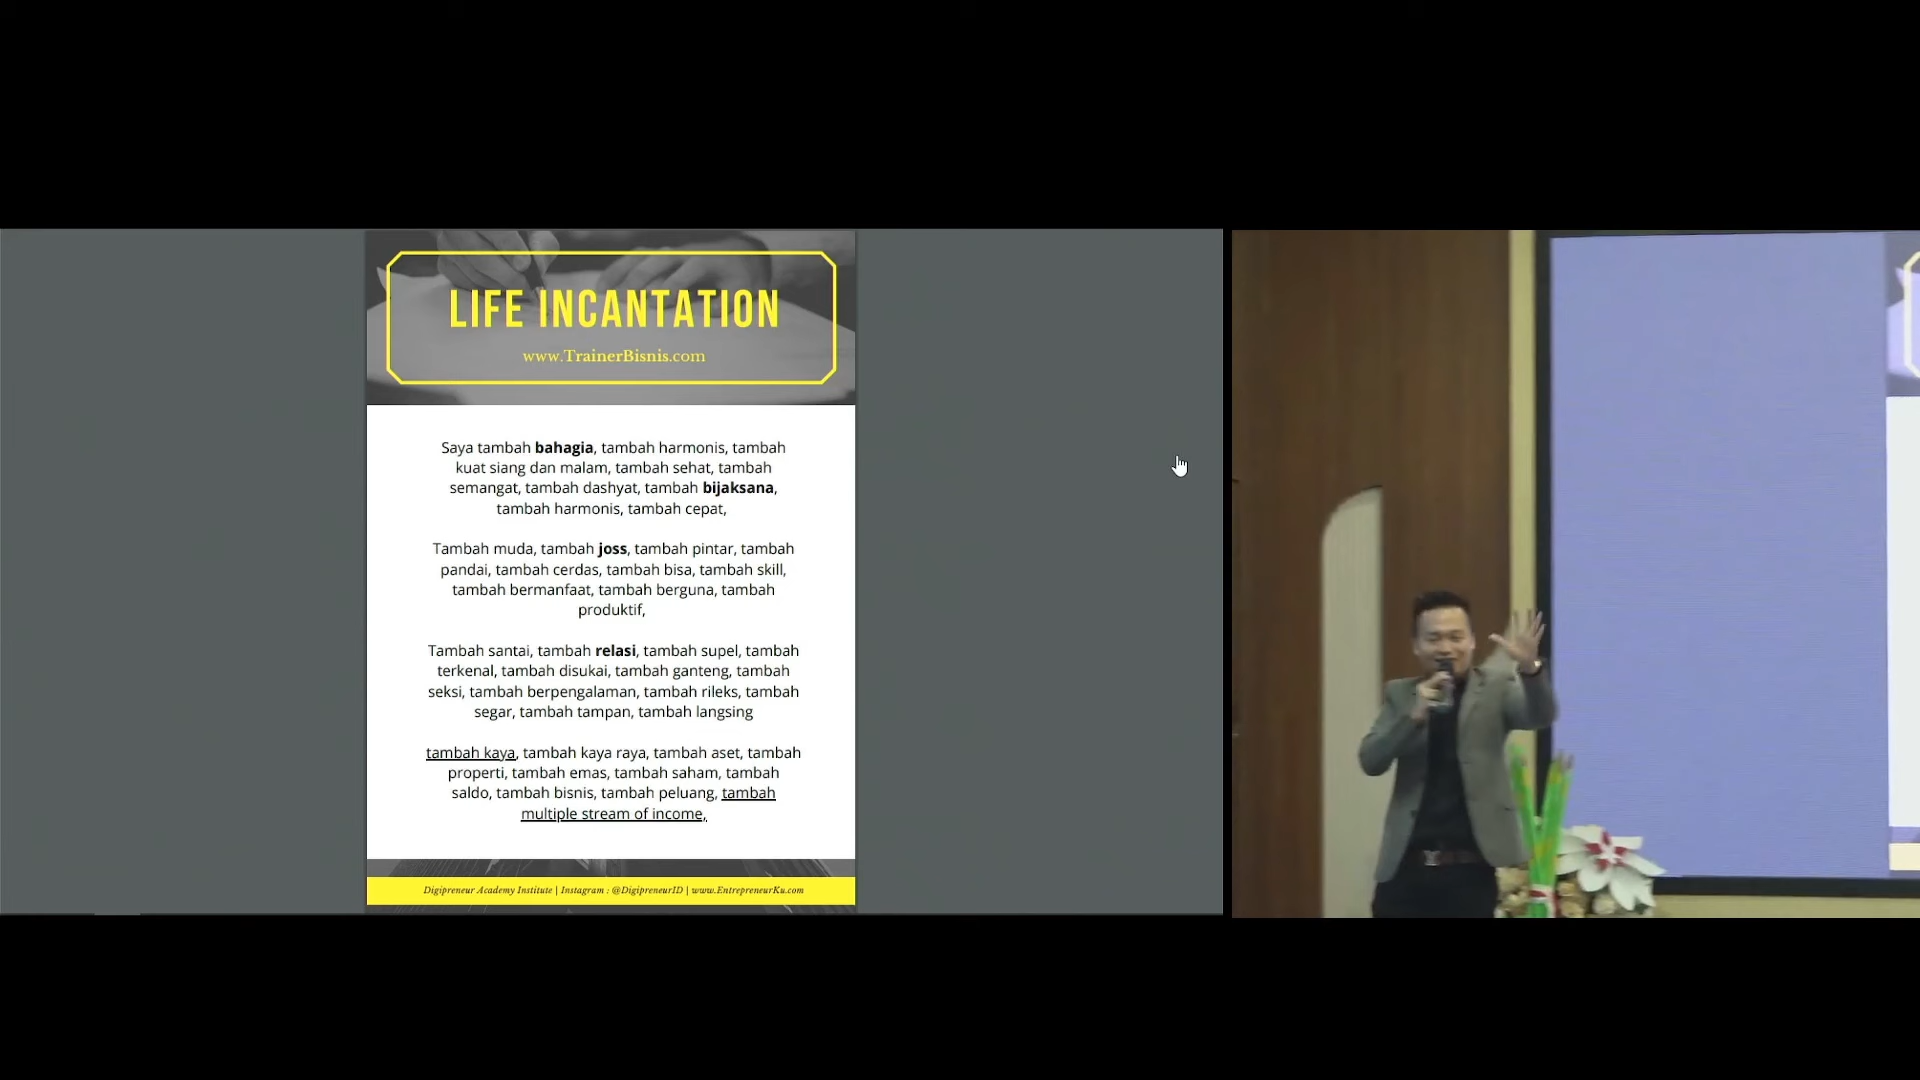 LIFE INCANTATION
www.TrainerBisnis.com
Saya tambah bahagia, tambah harmonis, tambah
kuat siang dan malam, tambah sehat, tambah
semangat, tambah dashyat, tambah bijaksana,
tambah harmonis, tambah cepat,
Tambah muda, tambah joss, tambah pintar, tambah
pandai, tambah cerdas, tambah bisa, tambah skill,
tambah bermanfaat, tambah berguna, tambah
produktif,
Tambah santai, tambah relasi, tambah supel, tambah
terkenal, tambah disukai, tambah ganteng, tambah
seksi, tambah berpengalaman, tambah rileks, tambah
segar, tambah tampan, tambah langsing
tambah kaya, tambah kaya raya, tambah aset, tambah
properti, tambah emas, tambah saham, tambah
saldo, tambah bisnis, tambah peluang, tambah
multiple stream of income,
Digipreneur Academy Institute | Instagram : @DigipreneurID | www.EntrepreneurKu.com